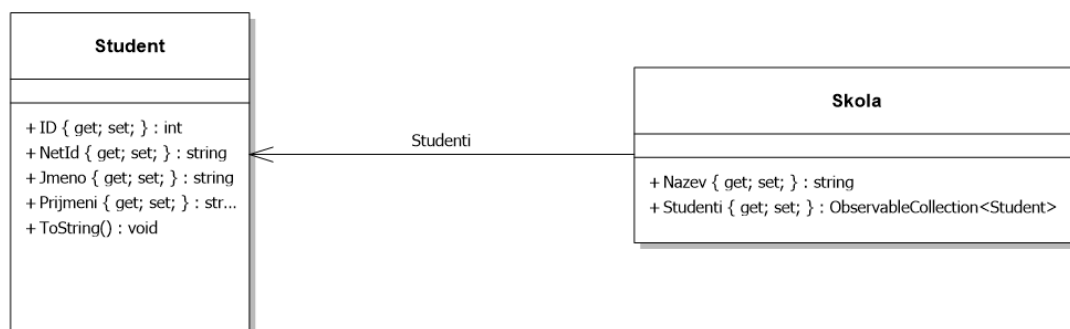 Student
+ ID { get; set; } : int
+ NetId { get; set; } : string
+ Jmeno { get; set; } : string
+ Prijmeni { get; set; } : str...
+ ToString() : void
Studenti
Skola
+ Nazev { get; set; } : string
+ Studenti { get; set; } : ObservableCollection<Student>